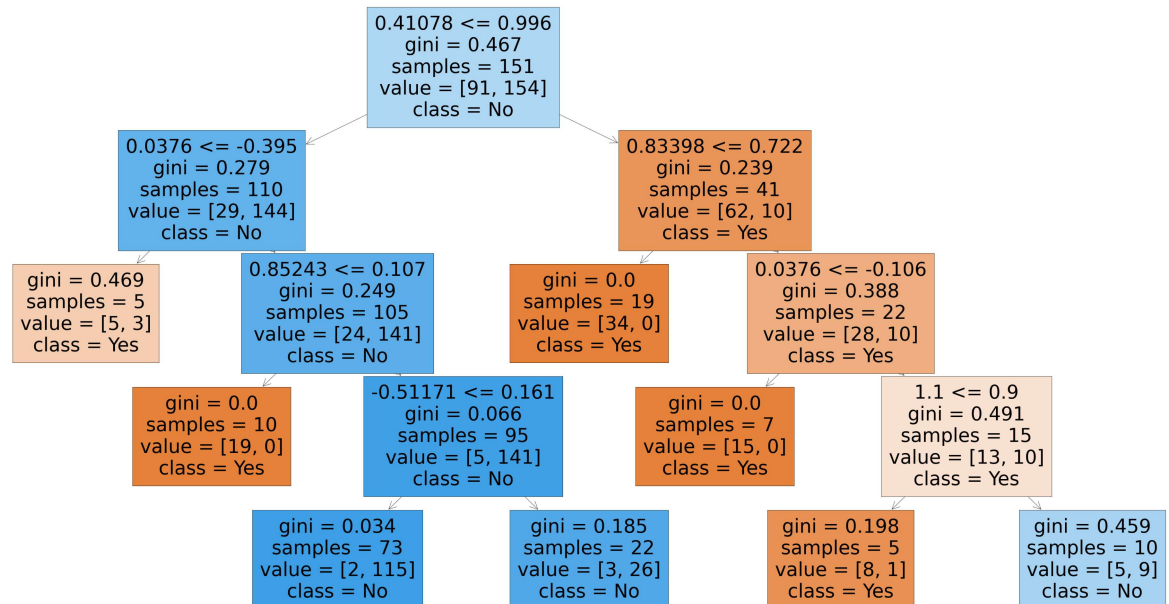 0.41078 <= 0.996
gini = 0.467
samples = 151
value = [91, 154]
class = No
0.0376 <= -0.395
gini = 0.279
samples = 110
value = [29, 144]
class = No
0.83398 <= 0.722
gini = 0.239
samples = 41
value = [62, 10]
class = Yes
gini = 0.469
samples = 5
value = [5, 3]
class = Yes
0.85243 <= 0.107
gini = 0.249
samples = 105
value = [24, 141]
class = No
gini = 0.0
samples = 19
value = [34, 0]
class = Yes
0.0376 <= -0.106
gini = 0.388
samples = 22
value = [28, 10]
class = Yes
gini = 0.0
samples = 10
value = [19, 0]
class = Yes
-0.51171 <= 0.161
gini = 0.066
samples = 95
value = [5, 141]
class = No
gini = 0.0
samples = 7
value = [15, 0]
class = Yes
1.1 <= 0.9
gini = 0.491
samples = 15
value = [13, 10]
class = Yes
gini = 0.034
samples = 73
value = [2, 115]
class = No
gini = 0.185
samples = 22
value = [3, 26]
class = No
gini = 0.198
samples = 5
value = [8, 1]
class = Yes
gini = 0.459
samples = 10
value = [5, 9]
class = No